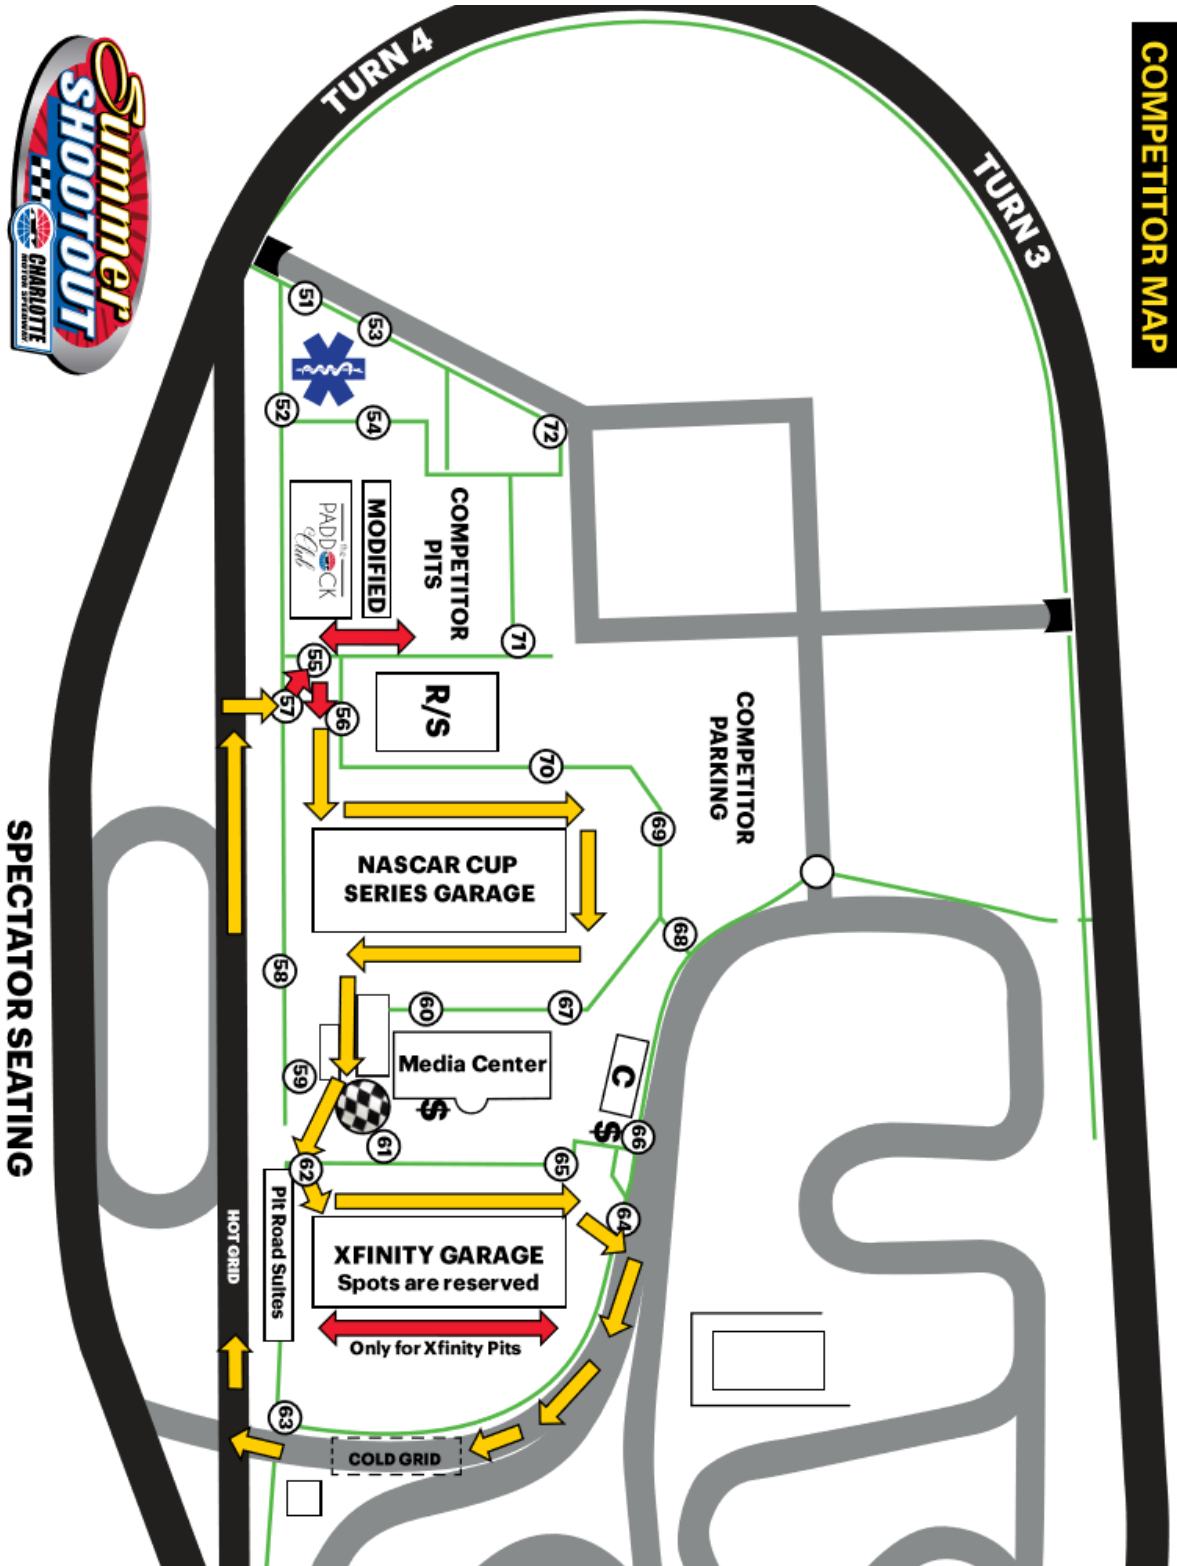 COMPETITOR MAP
Summer
SHOOTOUT
CHARLOTTE
MOTOR SPEEDWAY
TURN 4
TURN 3
51
53
52
54
72
the
PADDOCK
Club
MODIFIED
COMPETITOR
PITS
71
55
57
56
R/S
COMPETITOR
PARKING
70
69
NASCAR CUP
SERIES GARAGE
68
58
60
67
59
Media Center
$
C
$
66
61
62
65
64
SPECTATOR SEATING
HOT GRID
Pit Road Suites
XFINITY GARAGE
Spots are reserved
Only for Xfinity Pits
63
COLD GRID